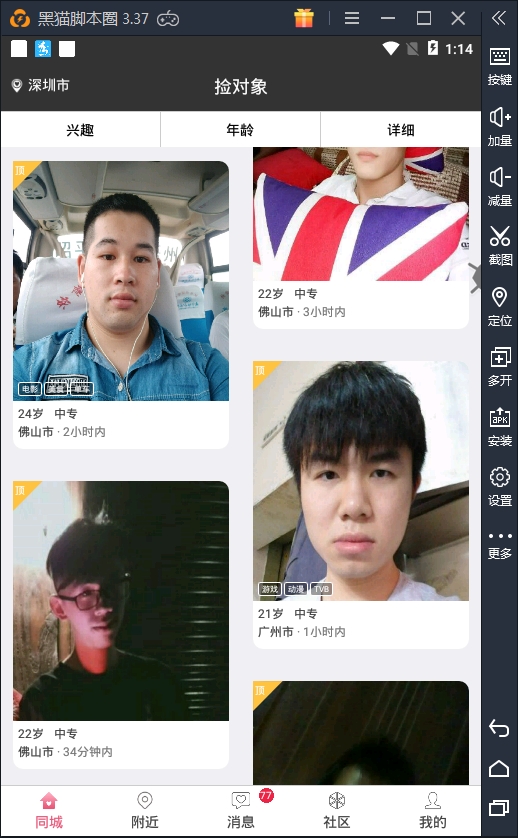 黑猫脚本圈 3.37
1:14
深圳市
捡对象
兴趣
年龄
详细
顶
电影
美食
单车
24岁 中专
佛山市 · 2小时内
22岁 中专
佛山市 · 3小时内
顶
游戏
动漫
TVB
21岁 中专
广州市 · 1小时内
顶
22岁 中专
佛山市 · 34分钟内
顶
同城
附近
消息
77
社区
我的
按键
加量
减量
截图
定位
多开
APK
安装
设置
更多